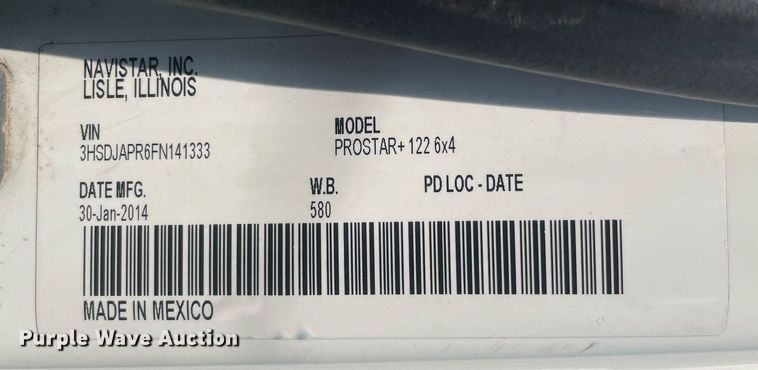 NAVISTAR, INC.
LISLE, ILLINOIS
VIN
3HSDJAPR6FN141333
MODEL
PROSTAR+ 122 6x4
DATE MFG.
30-Jan-2014
W.B.
580
PD LOC - DATE
MADE IN MEXICO
Purple Wave Auction